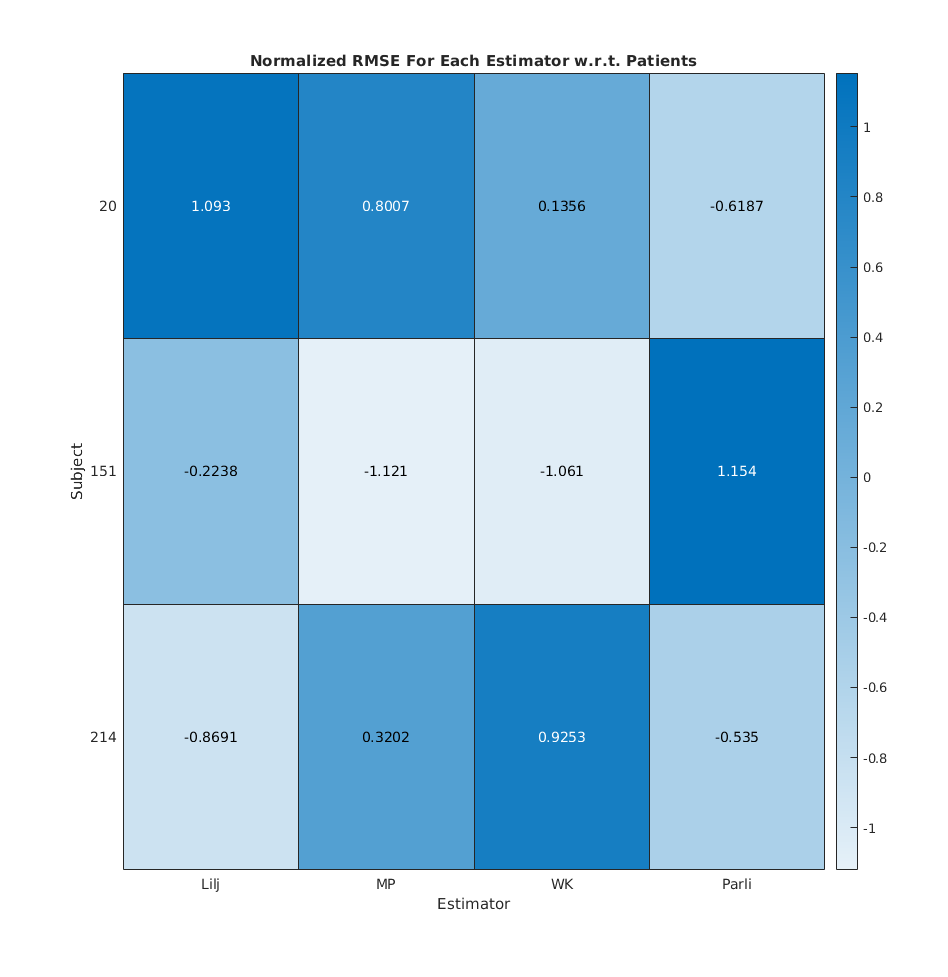 Normalized RMSE For Each Estimator w.r.t. Patients
1
20 1.093 0.8007 0.1356 -0.6187
0.8
0.6
0.4
0.2
Subject
151 -0.2238 -1.121 -1.061 1.154
0
-0.2
-0.4
-0.6
214 -0.8691 0.3202 0.9253 -0.535
-0.8
-1
Lilj MP WK Parli
Estimator